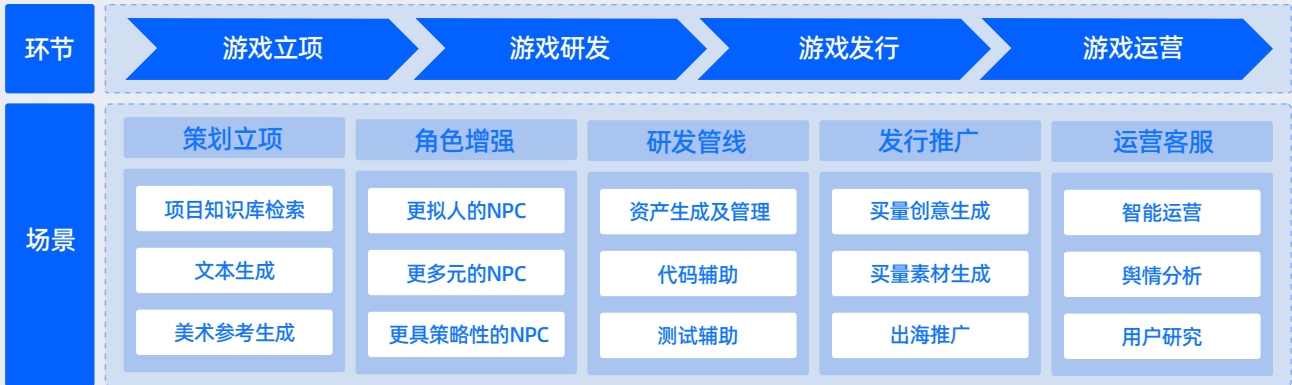 环节
游戏立项
游戏研发
游戏发行
游戏运营
场景
策划立项
项目知识库检索
文本生成
美术参考生成
角色增强
更拟人的NPC
更多元的NPC
更具策略性的NPC
研发管线
资产生成及管理
代码辅助
测试辅助
发行推广
买量创意生成
买量素材生成
出海推广
运营客服
智能运营
舆情分析
用户研究